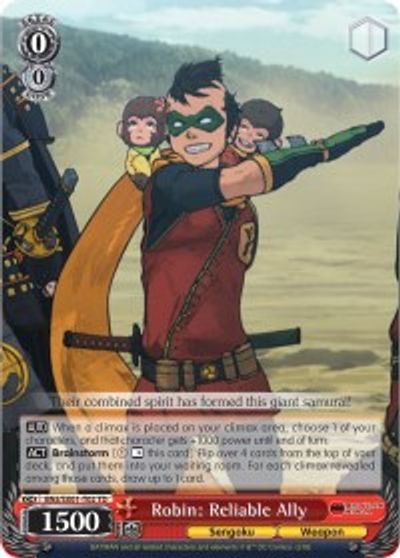 0
0
Their combined spirit has formed this giant samurai!
AUTO When a climax is placed on your climax area, choose 1 of your
characters, and that character gets +1000 power until end of turn.
ACT Brainstorm this card] Flip over 4 cards from the top of
your library and put them into your waiting room. For each climax revealed
among those cards, draw up to 1 card.
1500
Robin: Reliable Ally
Sengoku
Weapon